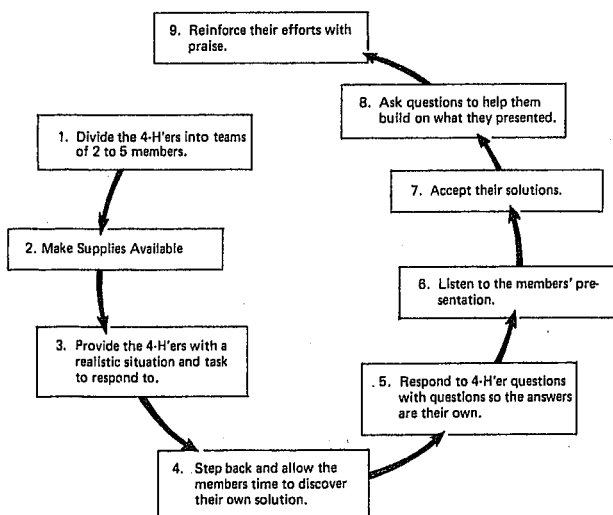 1. Divide the 4-H'ers into teams
of 2 to 5 members.
2. Make Supplies Available
3. Provide the 4-H'ers with a
realistic situation and task
to respond to.
4. Step back and allow the
members time to discover
their own solution.
5. Respond to 4-H'er questions
with questions so the answers
are their own.
6. Listen to the members' pre-
sentation.
7. Accept their solutions.
8. Ask questions to help them
build on what they presented.
9. Reinforce their efforts with
praise.